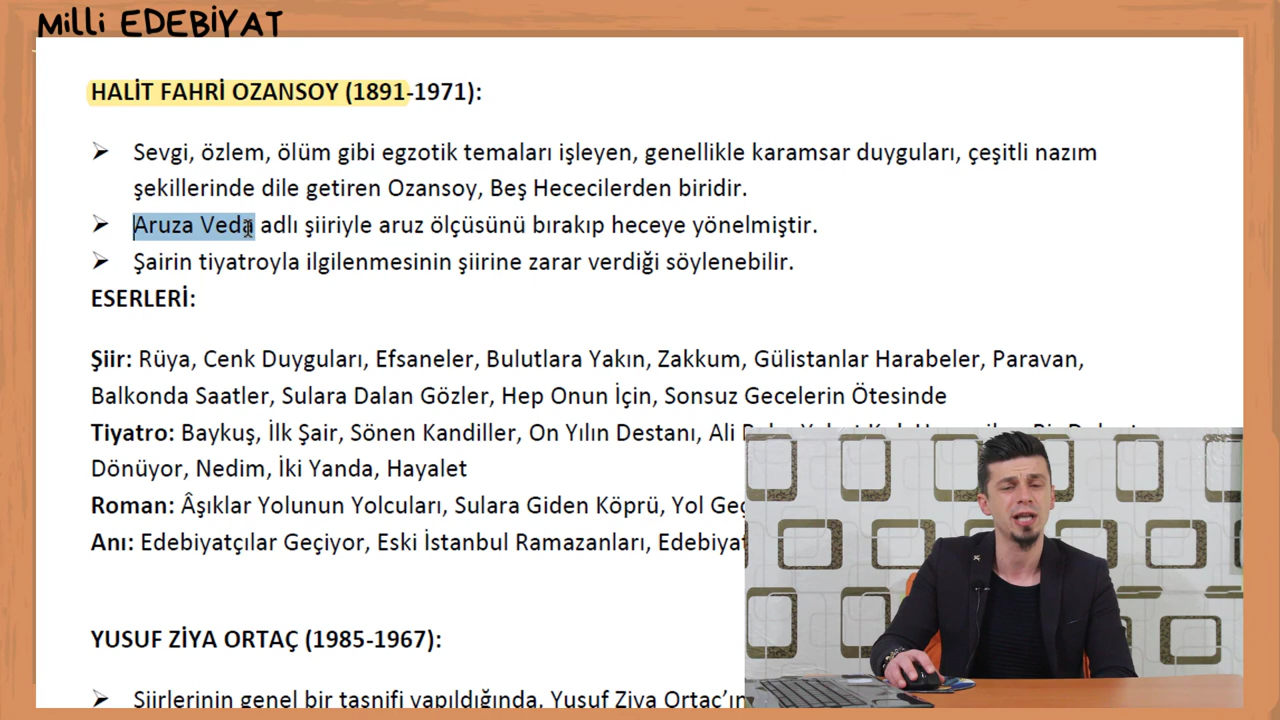 Milli EDEBİYAT
HALİT FAHRİ OZANSOY (1891-1971):
➢ Sevgi, özlem, ölüm gibi egzotik temaları işleyen, genellikle karamsar duyguları, çeşitli nazım
şekillerinde dile getiren Ozansoy, Beş Hececilerden biridir.
➢ Aruza Veda adlı şiiriyle aruz ölçüsünü bırakıp heceye yönelmiştir.
➢ Şairin tiyatroyla ilgilenmesinin şiirine zarar verdiği söylenebilir.
ESERLERİ:
Şiir: Rüya, Cenk Duyguları, Efsaneler, Bulutlara Yakın, Zakkum, Gülistanlar Harabeler, Paravan,
Balkonda Saatler, Sulara Dalan Gözler, Hep Onun İçin, Sonsuz Gecelerin Ötesinde
Tiyatro: Baykuş, İlk Şair, Sönen Kandiller, On Yılın Destanı, Ali
Dönüyor, Nedim, İki Yanda, Hayalet
Roman: Âşıklar Yolunun Yolcuları, Sulara Giden Köprü, Yol
Anı: Edebiyatçılar Geçiyor, Eski İstanbul Ramazanları,
YUSUF ZİYA ORTAÇ (1985-1967):
➢ Şiirlerinin genel bir tasnifi yapıldığında, Yusuf Ziya